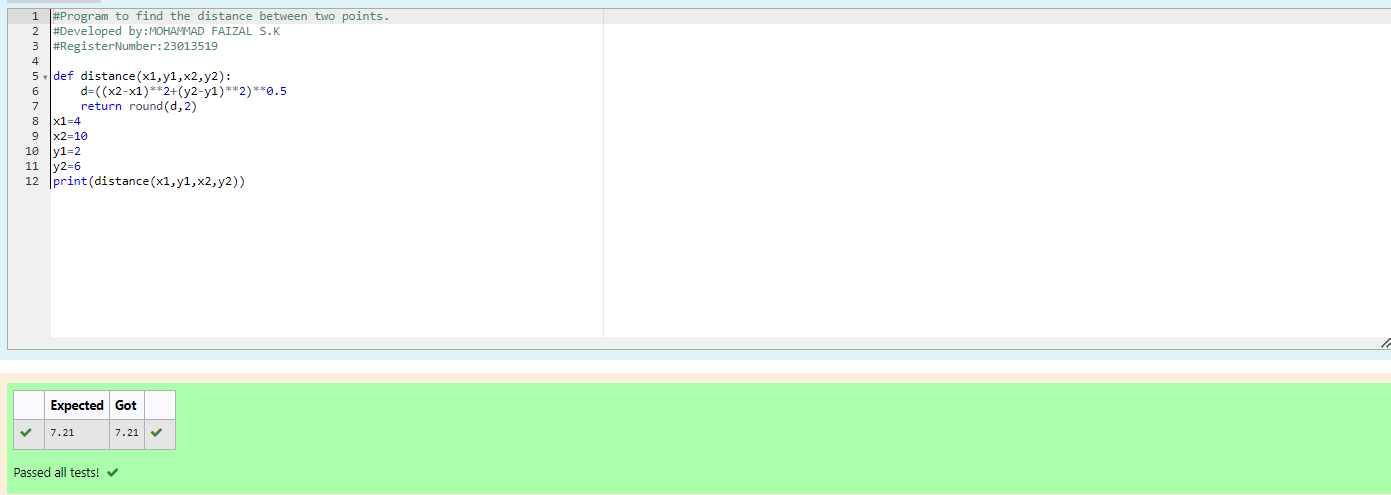 1 #Program to find the distance between two points.
2 #Developed by:MOHAMMAD FAIZAL S.K
3 #RegisterNumber:23013519
4
5 def distance(x1,y1,x2,y2):
6     d=((x2-x1)**2+(y2-y1)**2)**0.5
7     return round(d,2)
8 x1=4
9 x2=10
10 y1=2
11 y2=6
12 print(distance(x1,y1,x2,y2))
Expected Got
7.21 7.21
Passed all tests!